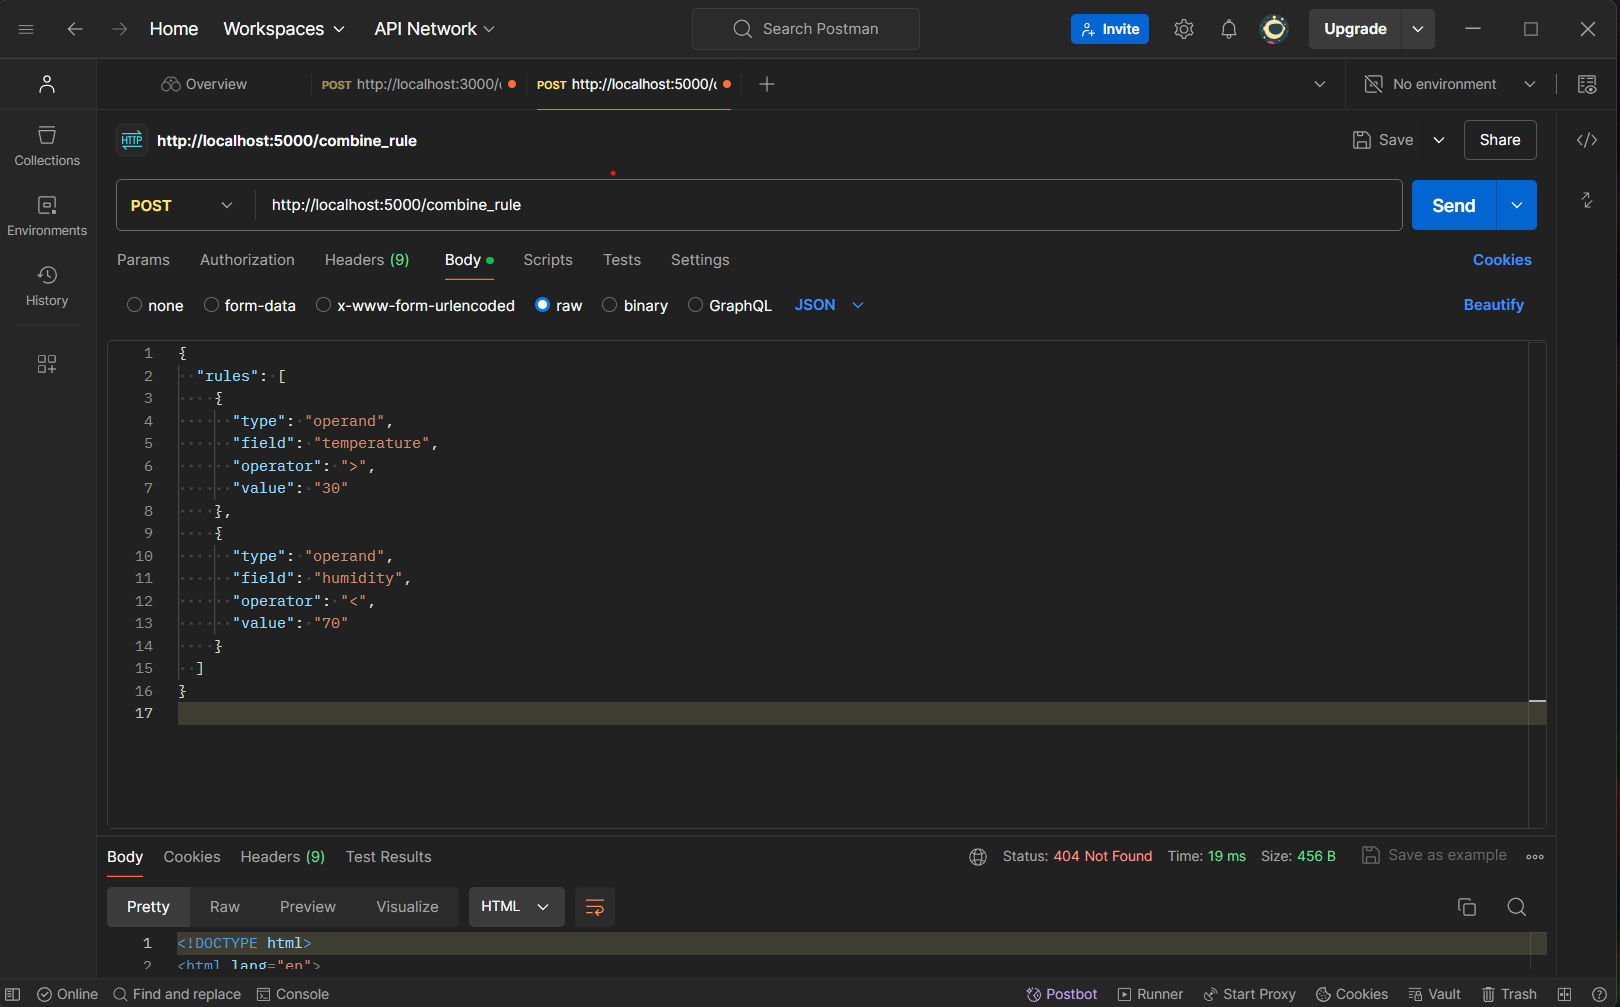 Home Workspaces API Network Search Postman Invite Upgrade
Overview POST http://localhost:3000/ POST http://localhost:5000/ No environment
HTTP http://localhost:5000/combine_rule Save Share
POST http://localhost:5000/combine_rule Send
Collections
Environments
History
Params Authorization Headers (9) Body Scripts Tests Settings Cookies
none form-data x-www-form-urlencoded raw binary GraphQL JSON Beautify
1 {
2 "rules": [
3 {
4 "type": "operand",
5 "field": "temperature",
6 "operator": ">",
7 "value": "30"
8 },
9 {
10 "type": "operand",
11 "field": "humidity",
12 "operator": "<",
13 "value": "70"
14 }
15 ]
16 }
17
Body Cookies Headers (9) Test Results Status: 404 Not Found Time: 19 ms Size: 456 B Save as example
Pretty Raw Preview Visualize HTML
1 <!DOCTYPE html>
2 <html lang="en">
Online Find and replace Console Postbot Runner Start Proxy Cookies Vault Trash